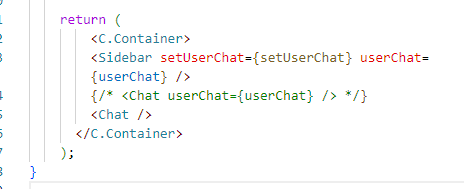 return (
<C.Container>
<Sidebar setUserChat={setUserChat} userChat=
{userChat} />
{/* <Chat userChat={userChat} /> */}
<Chat />
</C.Container>
);
}